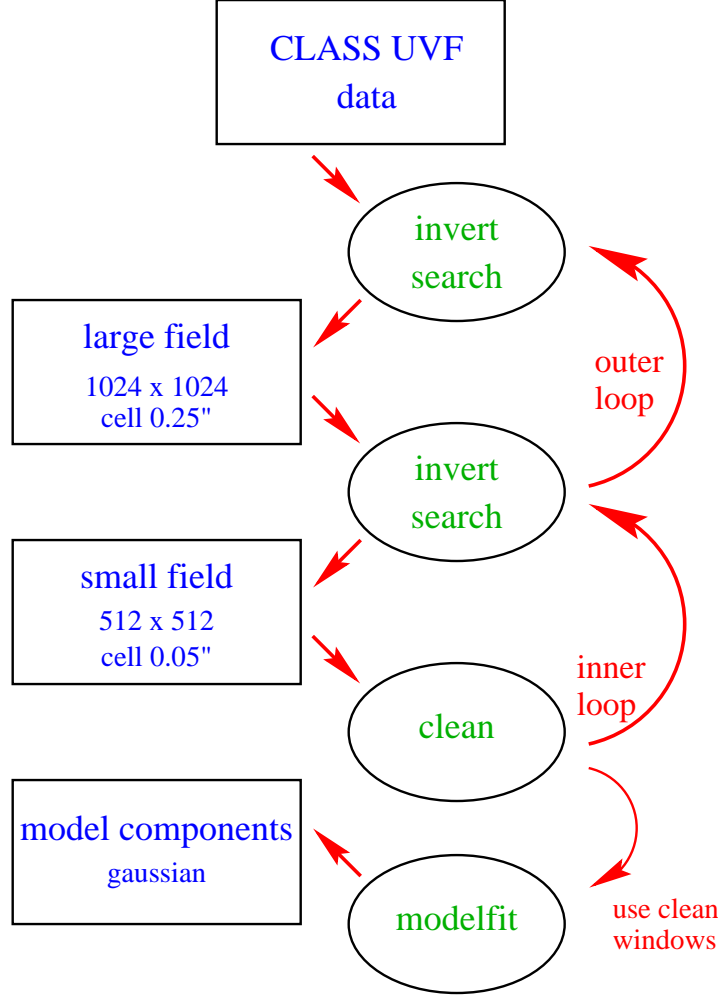 CLASS UVF
data
invert
search
large field
1024 x 1024
cell 0.25"
outer
loop
invert
search
small field
512 x 512
cell 0.05"
inner
loop
clean
model components
gaussian
modelfit
use clean
windows